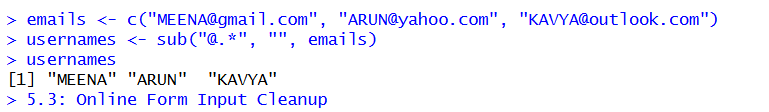 > emails <- c("MEENA@gmail.com", "ARUN@yahoo.com", "KAVYA@outlook.com")
> usernames <- sub("@.*", "", emails)
> usernames
[1] "MEENA" "ARUN"  "KAVYA"
> 5.3: Online Form Input Cleanup